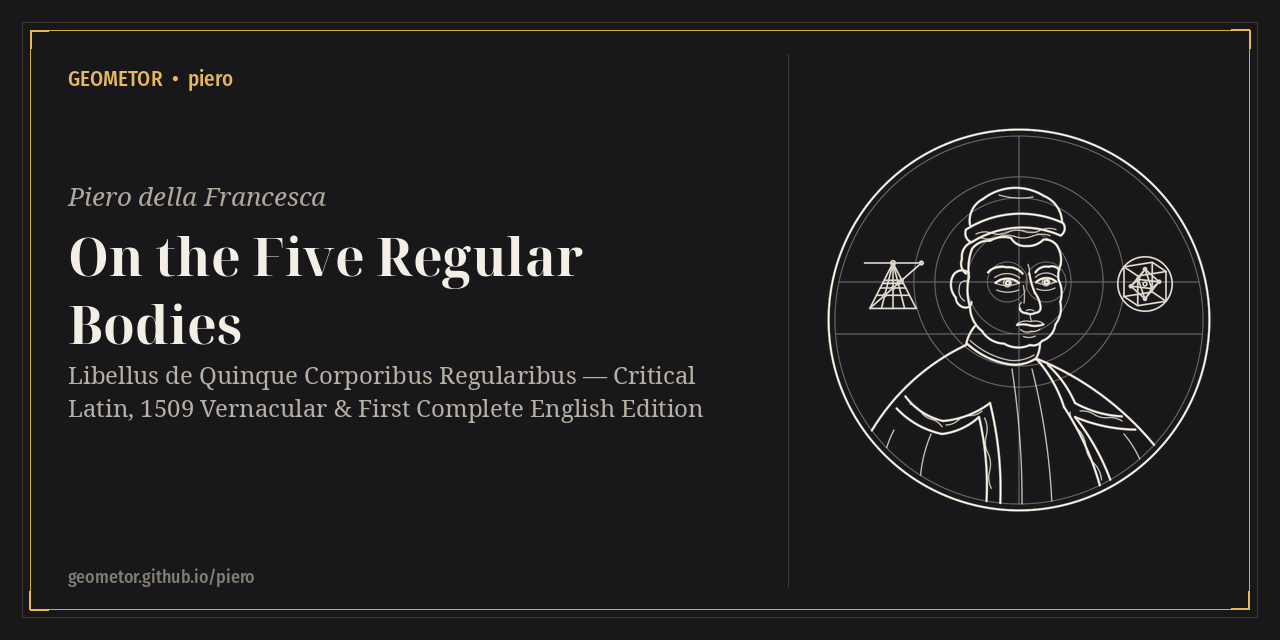 GEOMETOR • piero
Piero della Francesca
On the Five Regular
Bodies
Libellus de Quinque Corporibus Regularibus — Critical
Latin, 1509 Vernacular & First Complete English Edition
geometor.github.io/piero